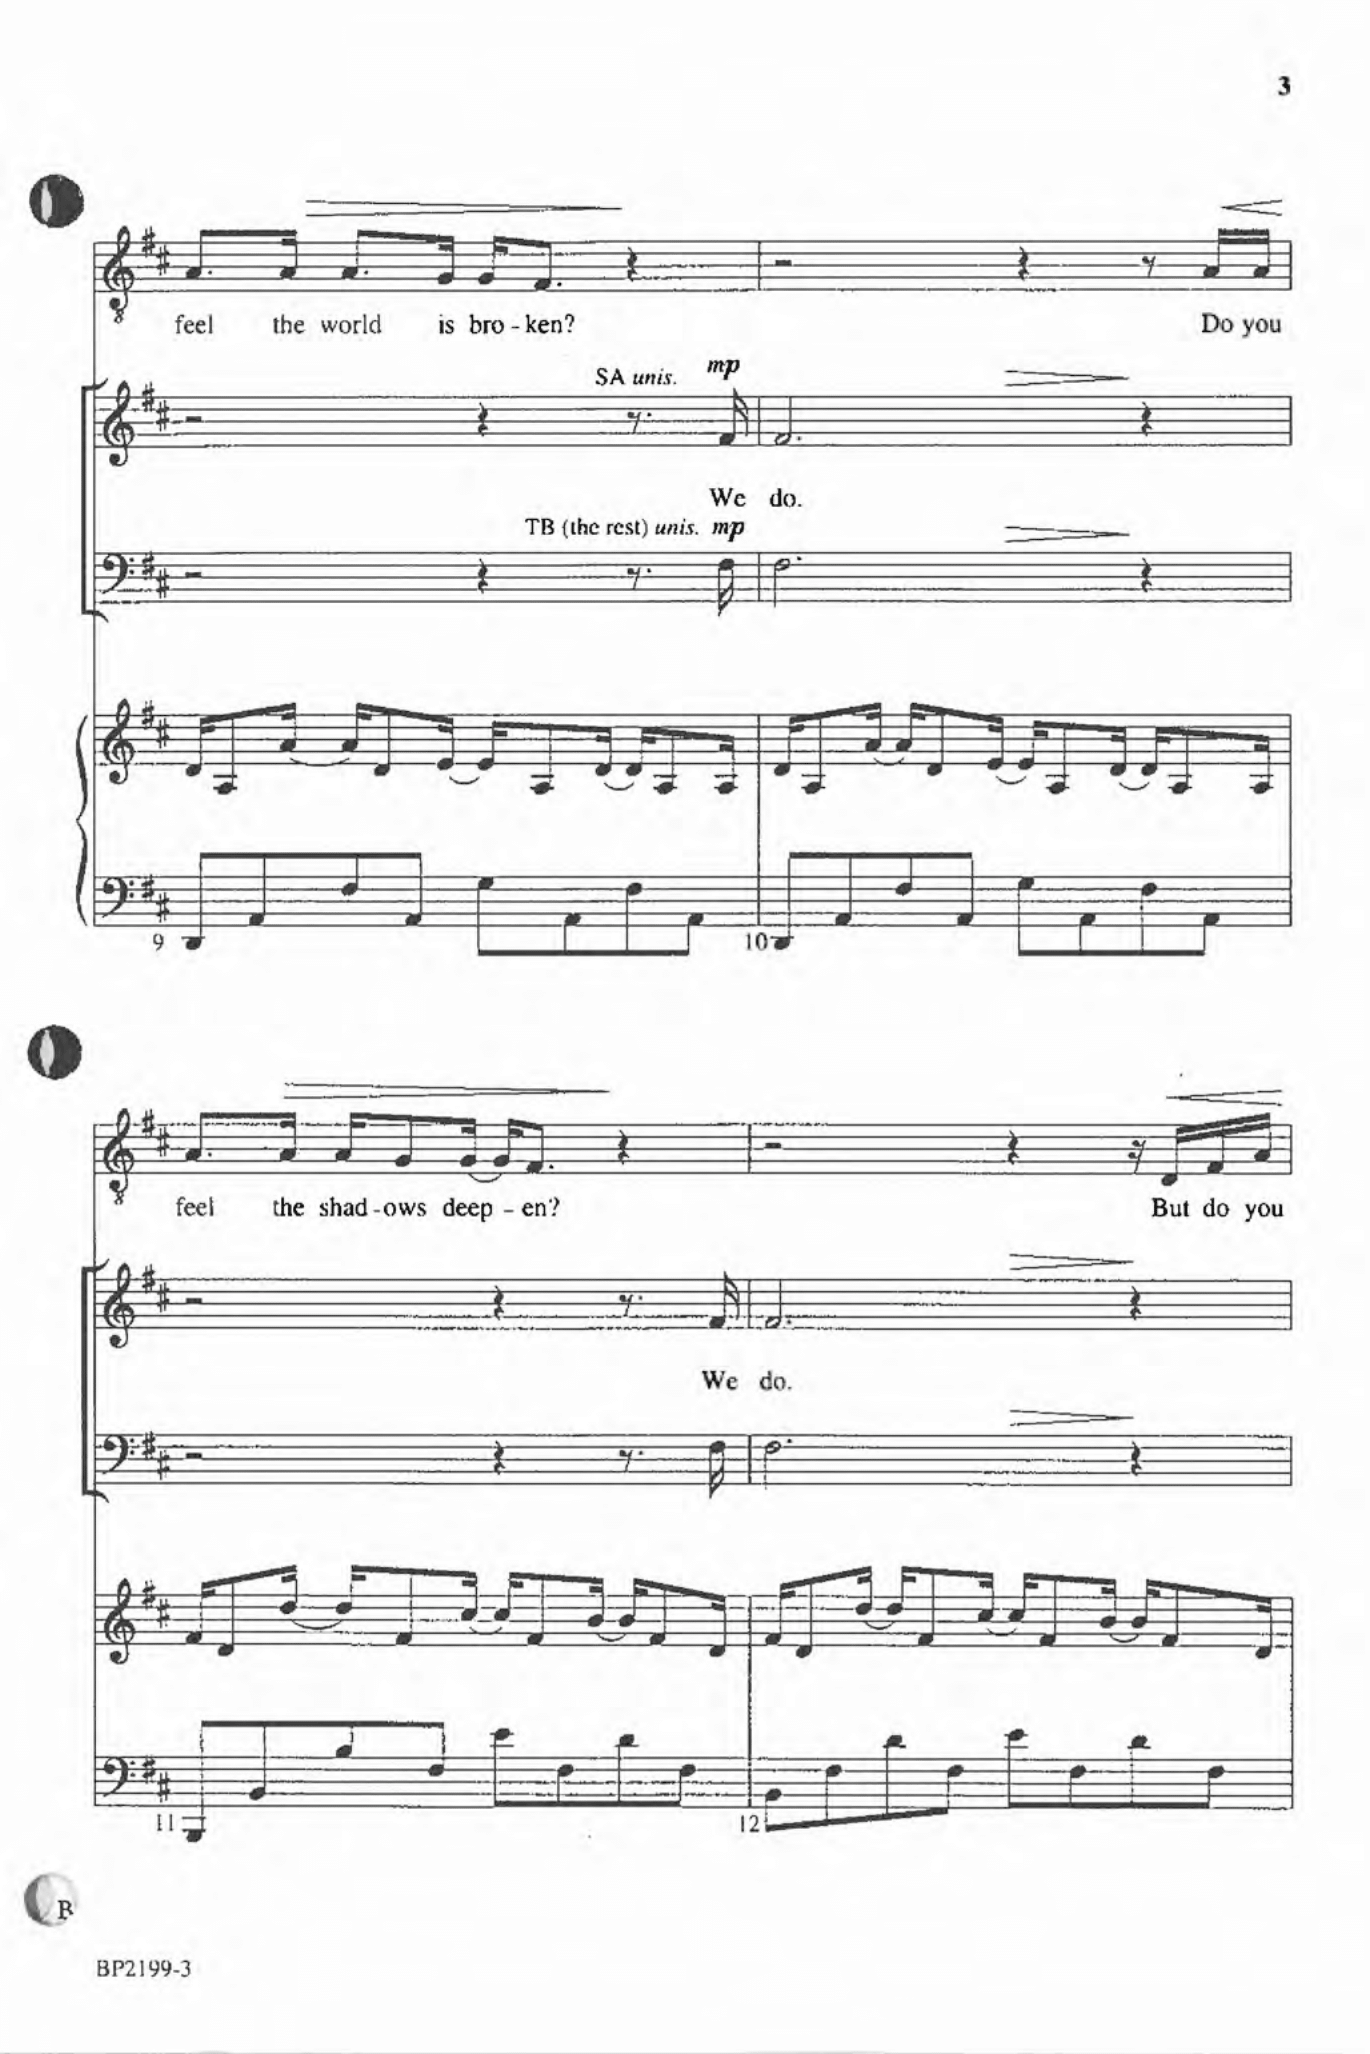 3
feel the world is bro - ken? Do you
SA unis. mp
We do.
TB (the rest) unis. mp
9 10
feel the shad - ows deep - en? But do you
We do.
11 12
B
BP2199-3